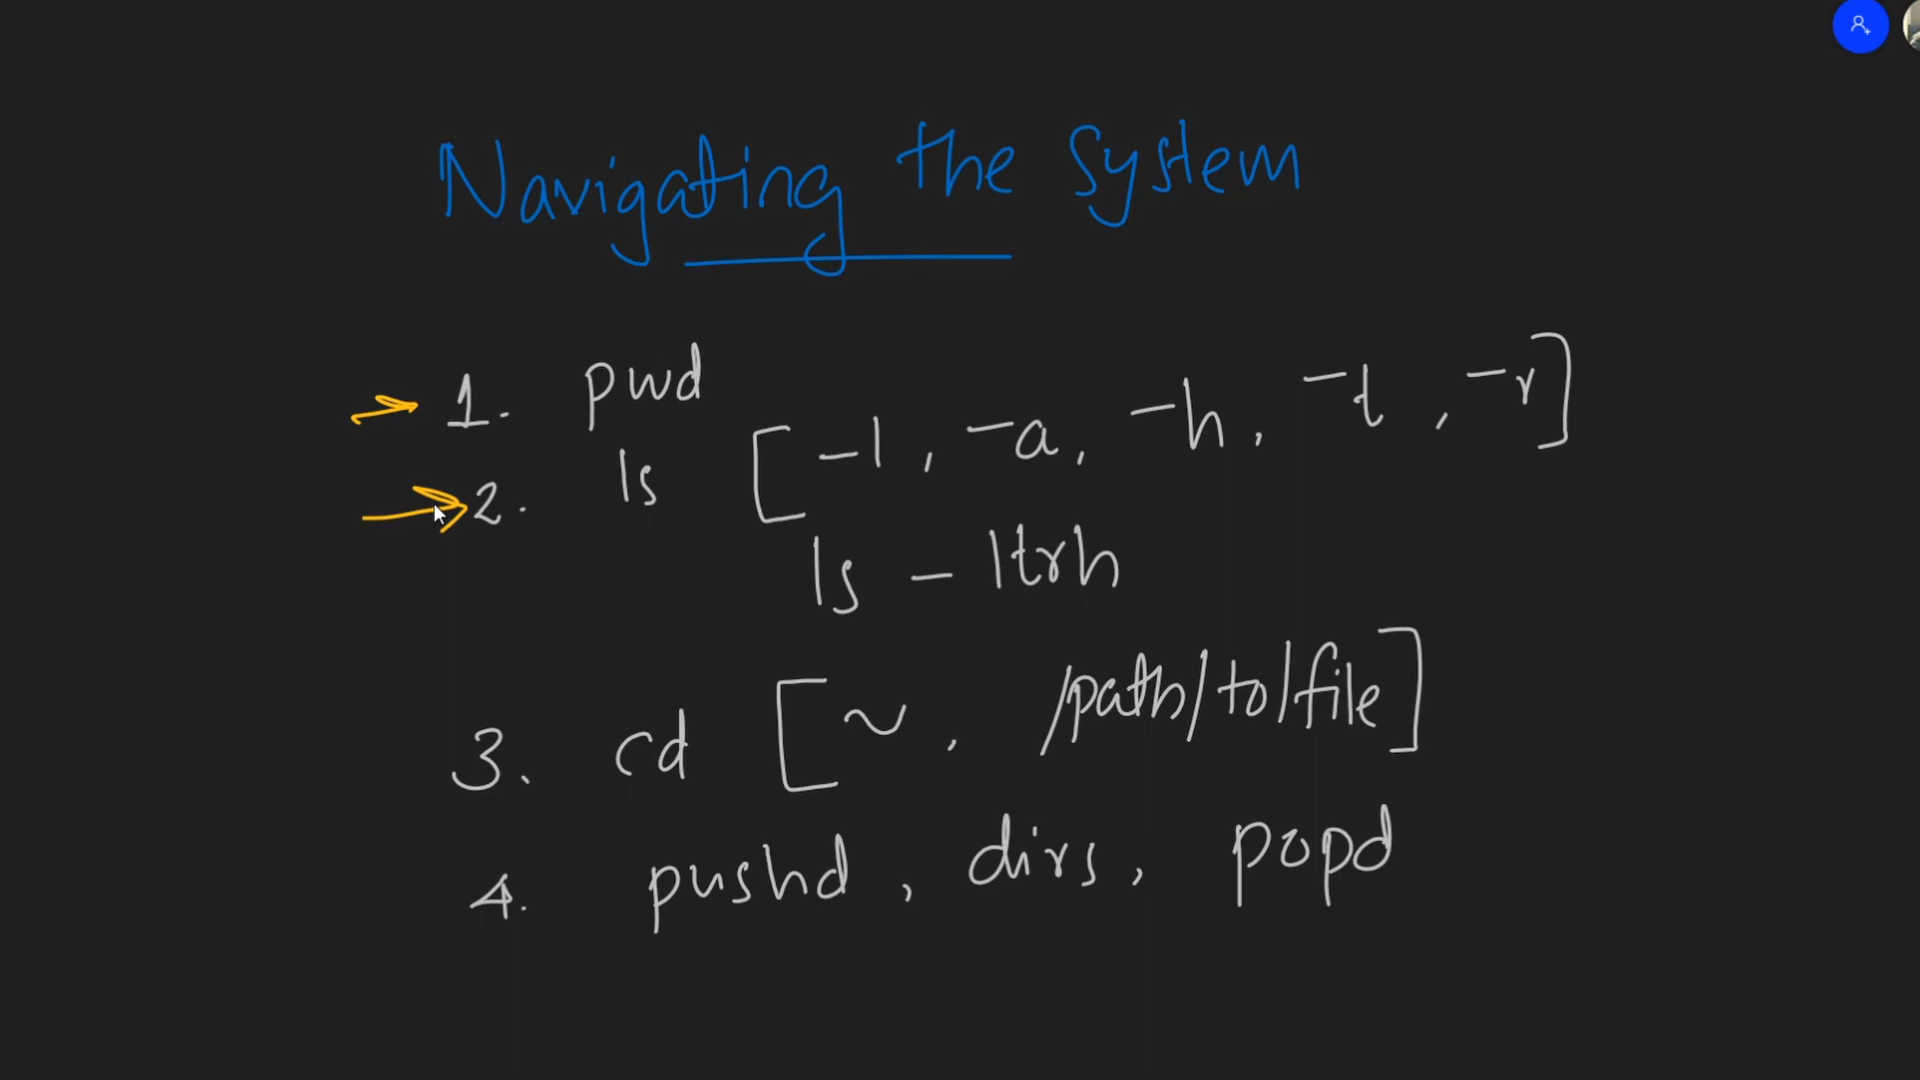 Navigating the System
1. pwd
2. ls [-l, -a, -h, -t, -r]
ls - ltrh
3. cd [~, /path/to/file]
4. pushd, dirs, popd